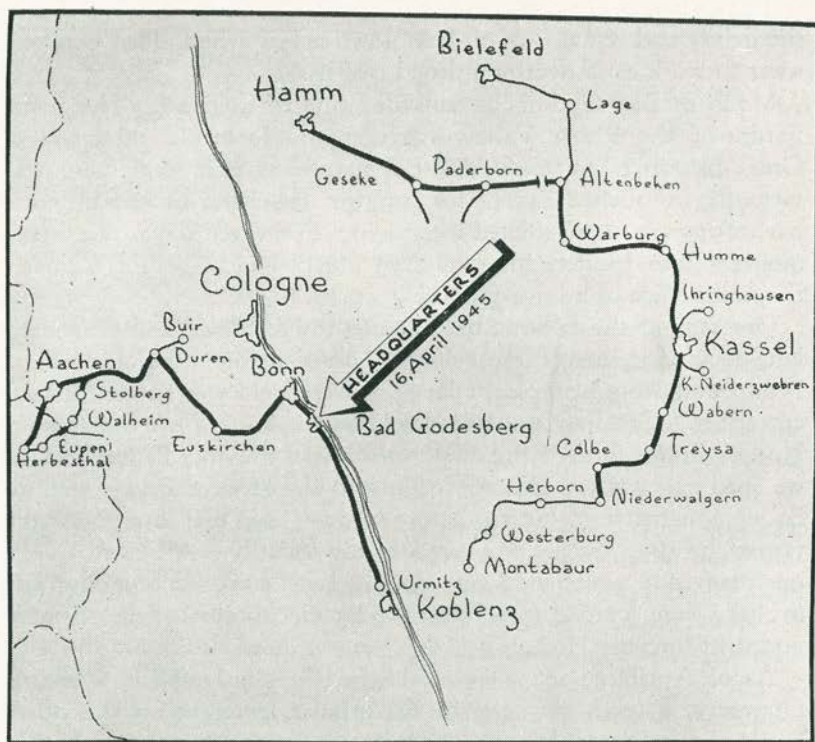 Bielefeld
Hamm
Lage
Geseke
Paderborn
Altenbeken
Warburg
Humme
Ihringhausen
Kassel
K. Neiderzwebren
Wabern
Treysa
Colbe
Niederwalgern
Herborn
Westerburg
Montabaur
HEADQUARTERS
16, April 1945
Cologne
Bonn
Bad Godesberg
Buir
Duren
Aachen
Stolberg
Walheim
Eupen
Herbesthal
Euskirchen
Urmitz
Koblenz